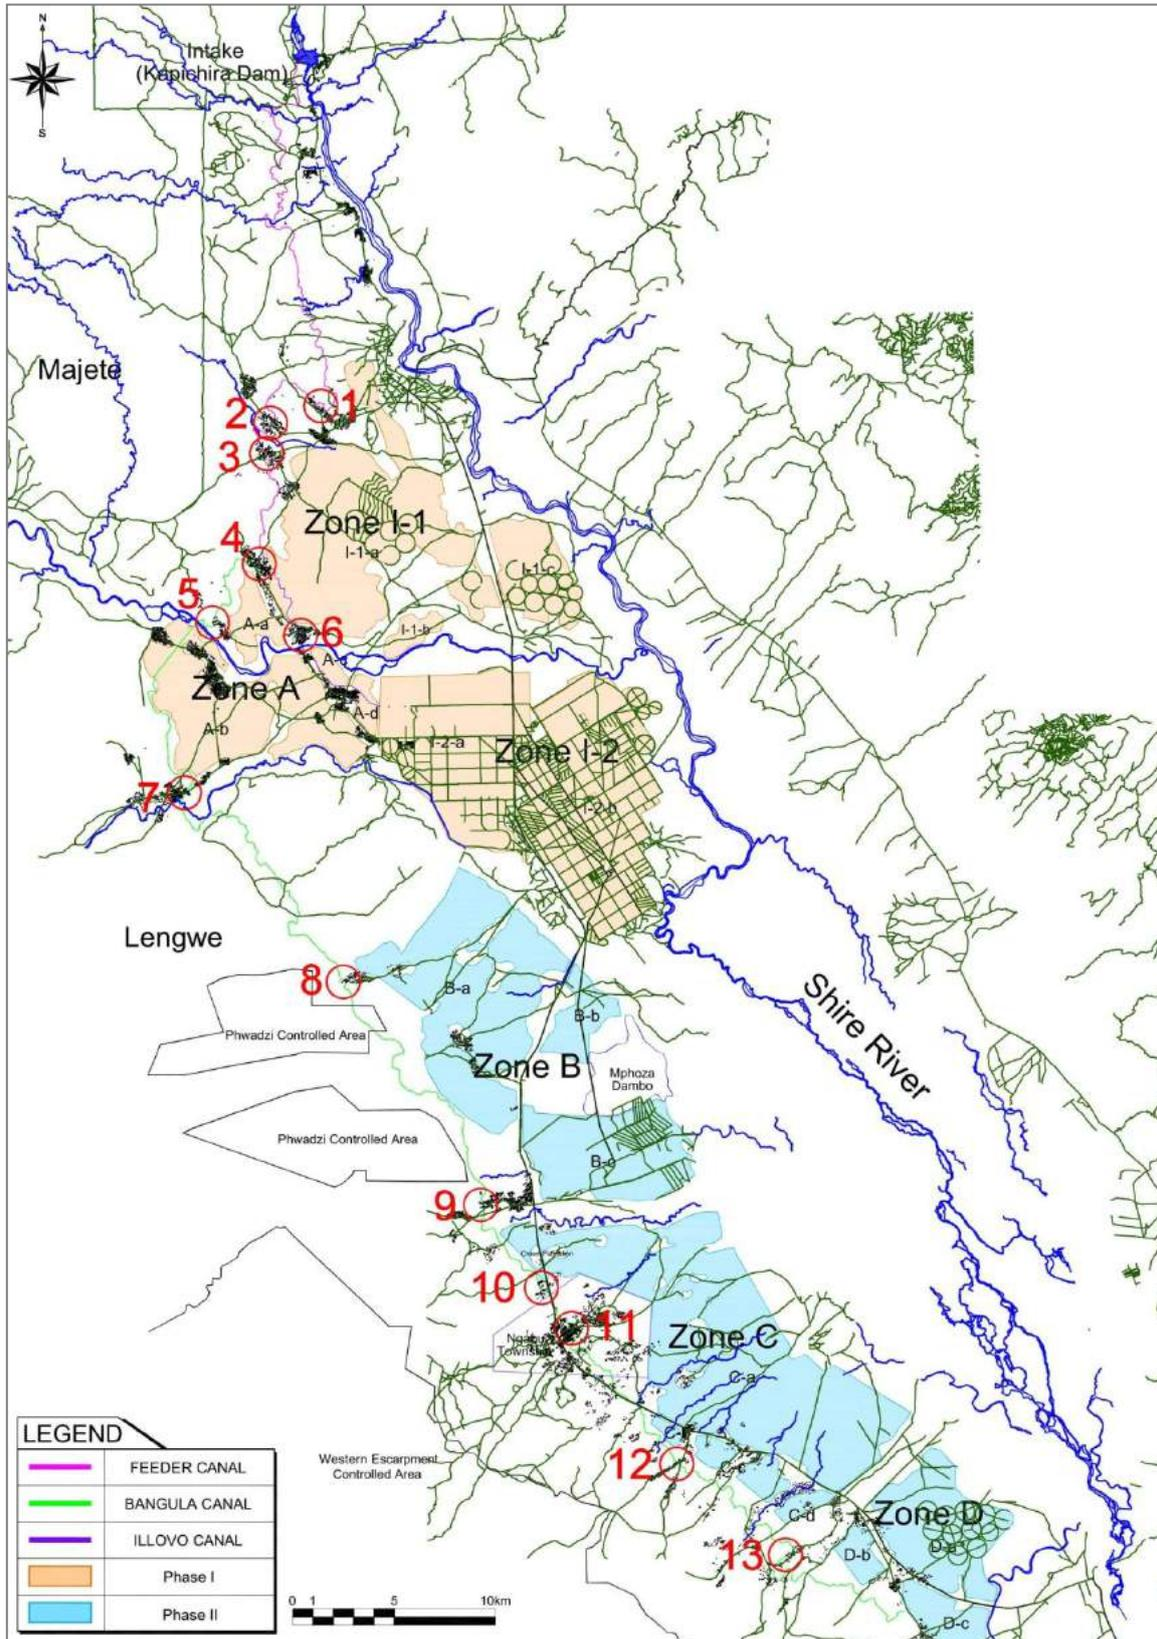 N
S
Intake
(Kapichira Dam)
Majete
1
2
3
Zone I-1
4
I-1-a
I-1-c
5
A-a
6
I-1-b
Zone A
A-d
A-b
I-2-a
Zone I-2
I-2-b
7
Lengwe
8
B-a
Shire River
B-b
Phwadzi Controlled Area
Zone B
Mphoza
Dambo
Phwadzi Controlled Area
B-c
9
10
11
Zone C
Township
C-a
LEGEND
FEEDER CANAL
BANGULA CANAL
ILLOVO CANAL
Phase I
Phase II
Western Escarpment
Controlled Area
12
C-c
0 1 5 10km
C-d
Zone D
13
D-b
D-a
D-c